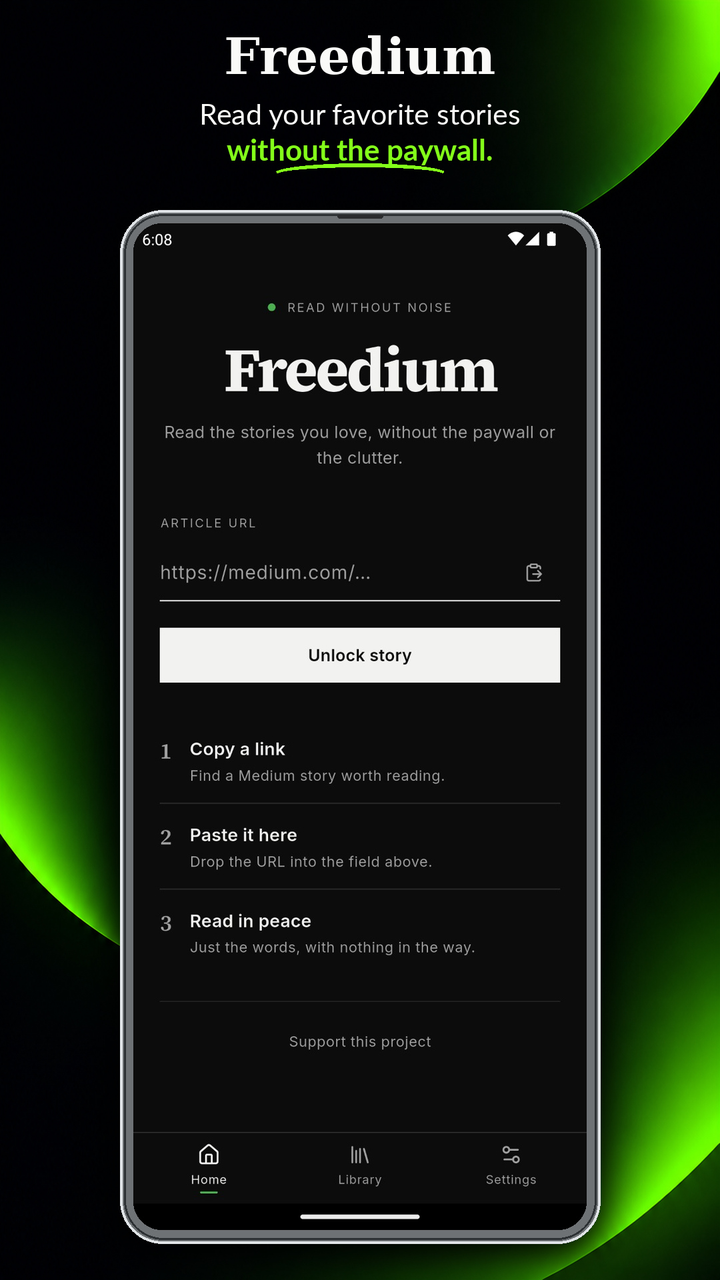 Freedium
Read your favorite stories
without the paywall.
6:08
READ WITHOUT NOISE
Freedium
Read the stories you love, without the paywall or
the clutter.
ARTICLE URL
https://medium.com/...
Unlock story
1 Copy a link
Find a Medium story worth reading.
2 Paste it here
Drop the URL into the field above.
3 Read in peace
Just the words, with nothing in the way.
Support this project
Home Library Settings